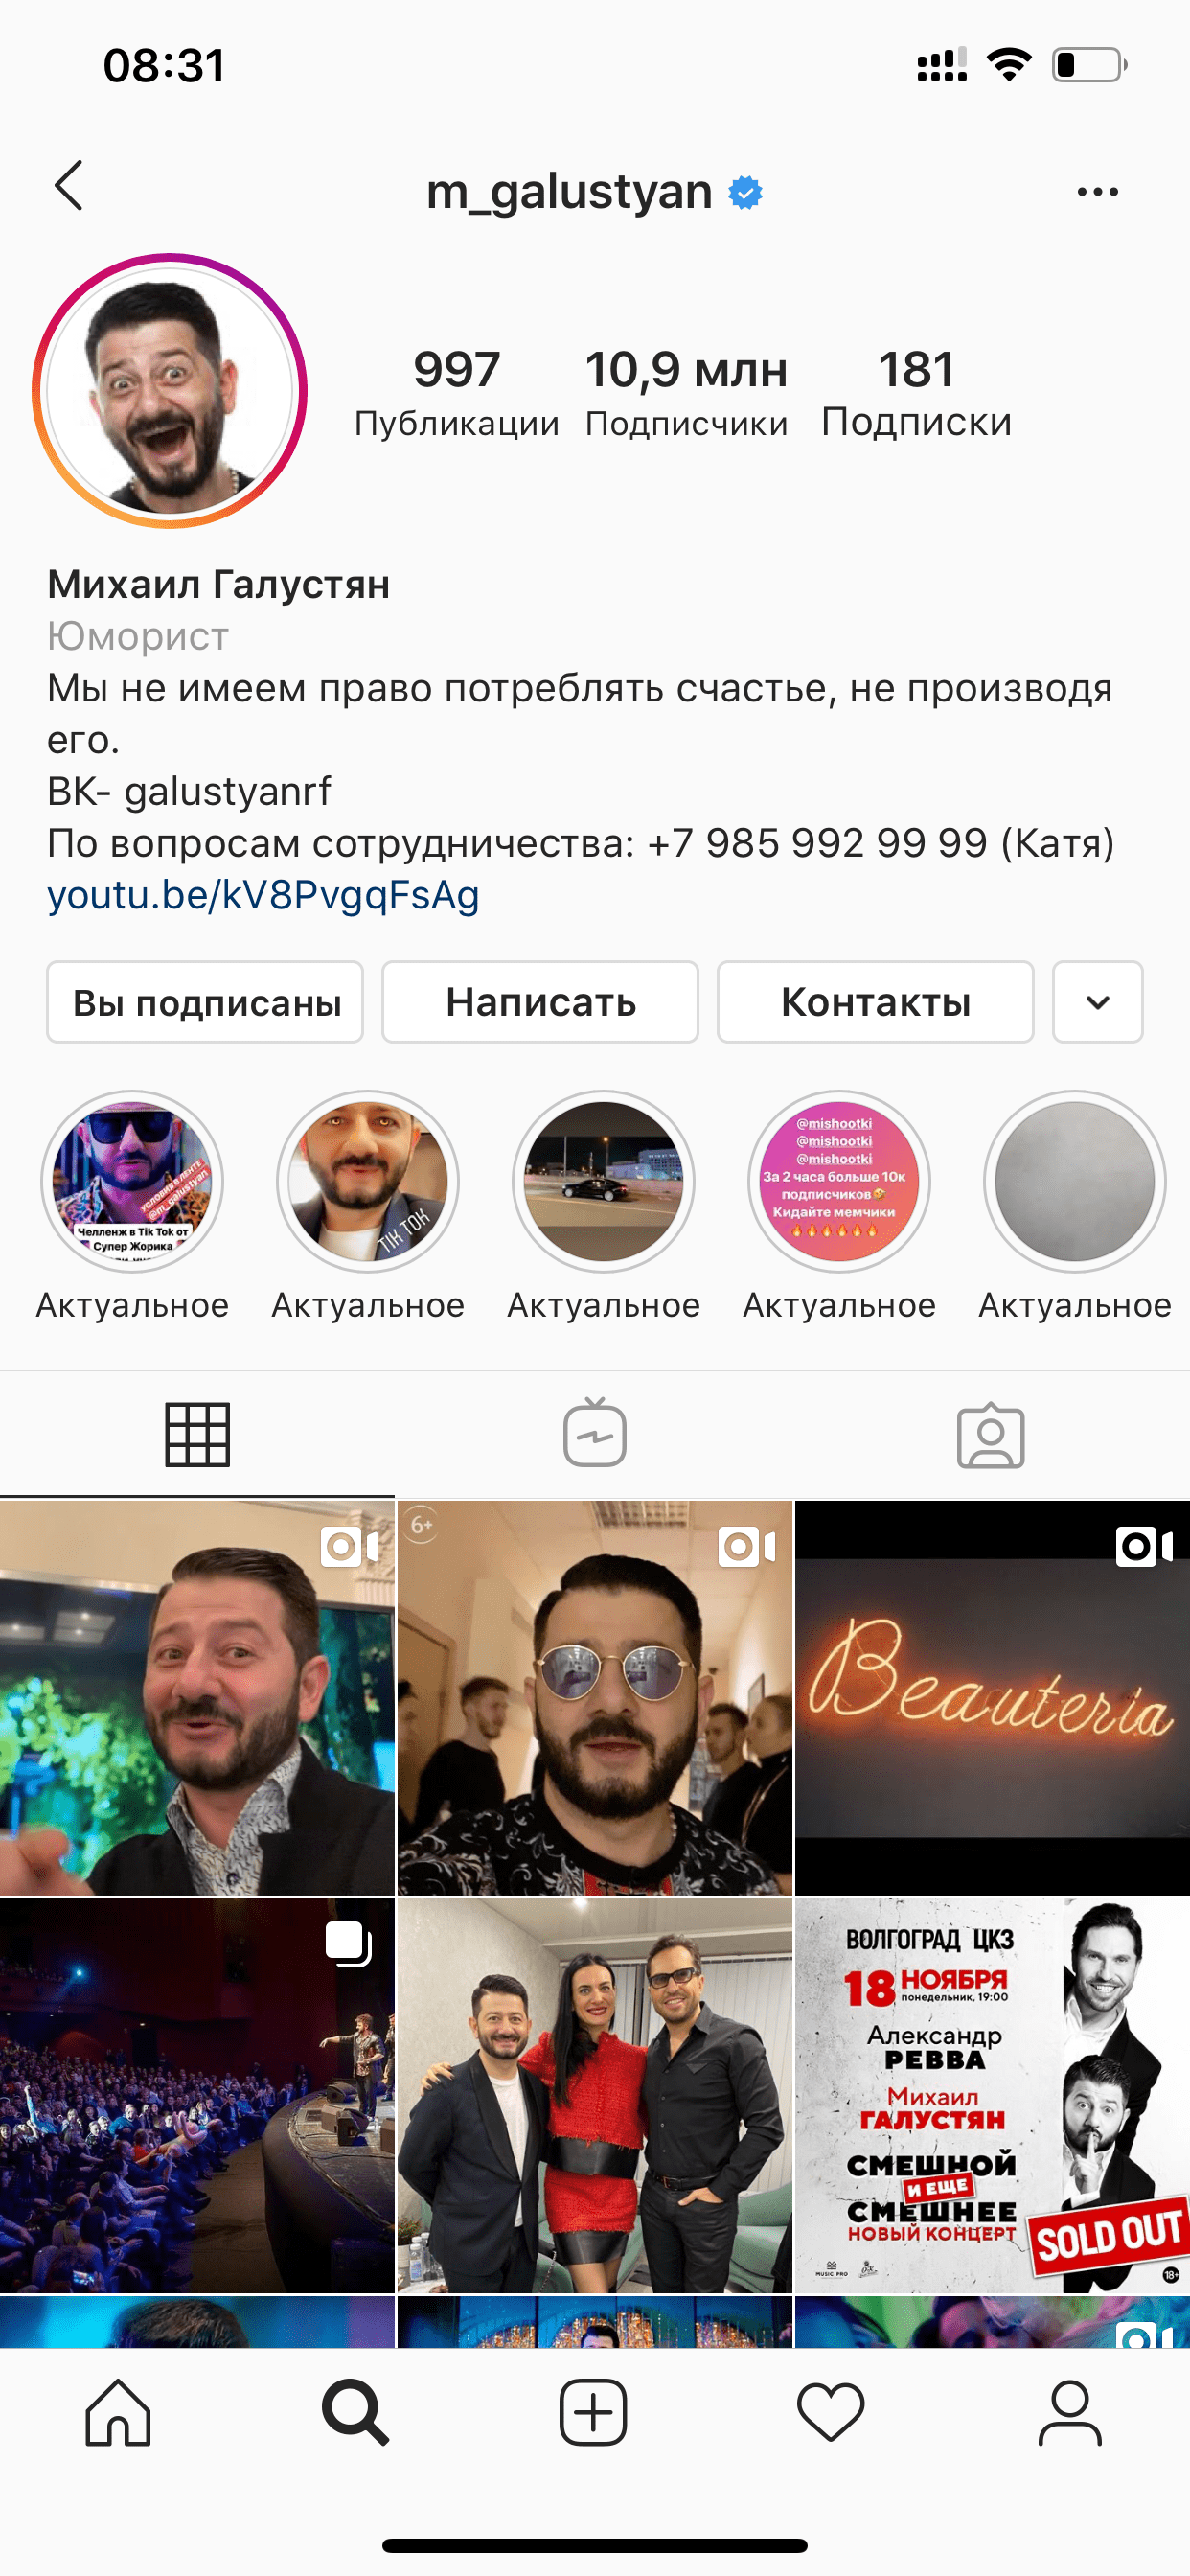 08:31
m_galustyan
997
10,9 млн
181
Публикации
Подписчики
Подписки
Михаил Галустян
Юморист
Мы не имеем право потреблять счастье, не производя
его.
ВК- galustyanrf
По вопросам сотрудничества: +7 985 992 99 99 (Катя)
youtu.be/kV8PvgqFsAg
Вы подписаны
Написать
Контакты
УСЛОВИЯ В ЛЕНТЕ
@m_galustyan
Челлендж в Tik Tok от
Супер Жорика
TIK TOK
@mishootki
@mishootki
@mishootki
За 2 часа больше 10к
подписчиков🤣
Кидайте мемчики
🔥🔥🔥🔥🔥🔥
Актуальное
Актуальное
Актуальное
Актуальное
Актуальное
6+
Beauteria
ВОЛГОГРАД ЦКЗ
18 НОЯБРЯ
понедельник, 19:00
Александр
РЕВВА
Михаил
ГАЛУСТЯН
СМЕШНОЙ
И ЕЩЕ
СМЕШНЕЕ
НОВЫЙ КОНЦЕРТ
SOLD OUT
MUSIC PRO
18+